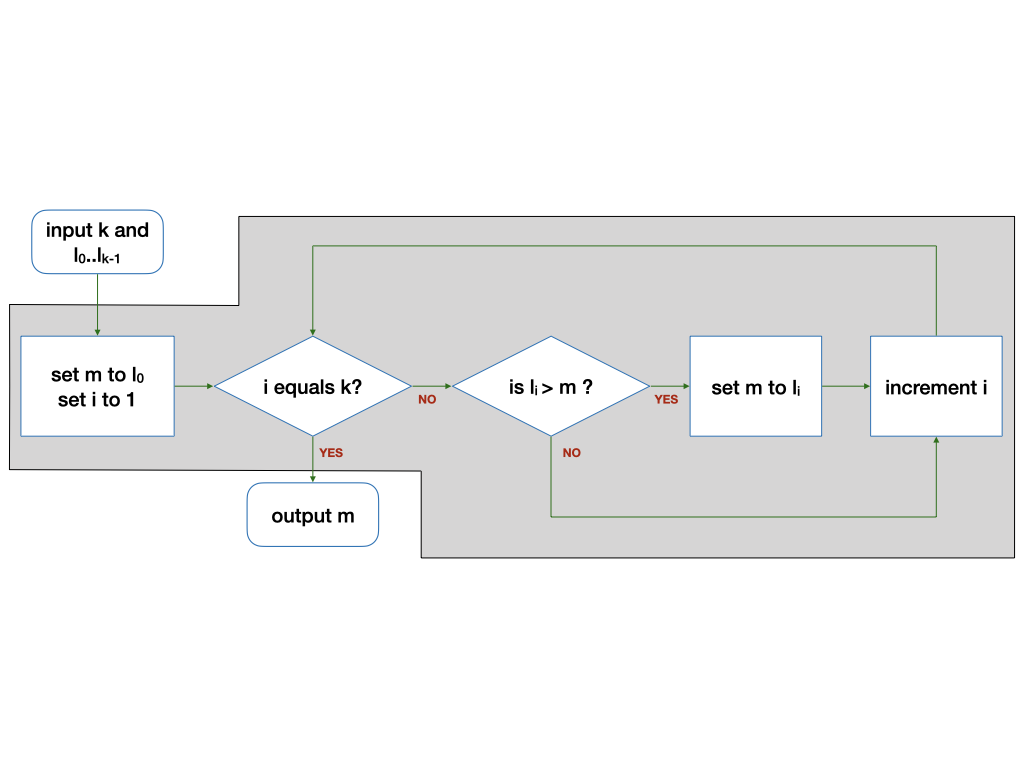 input k and
l₀..lₖ₋₁
set m to l₀
set i to 1
i equals k?
NO
is lᵢ > m ?
YES
set m to lᵢ
increment i
YES
NO
output m